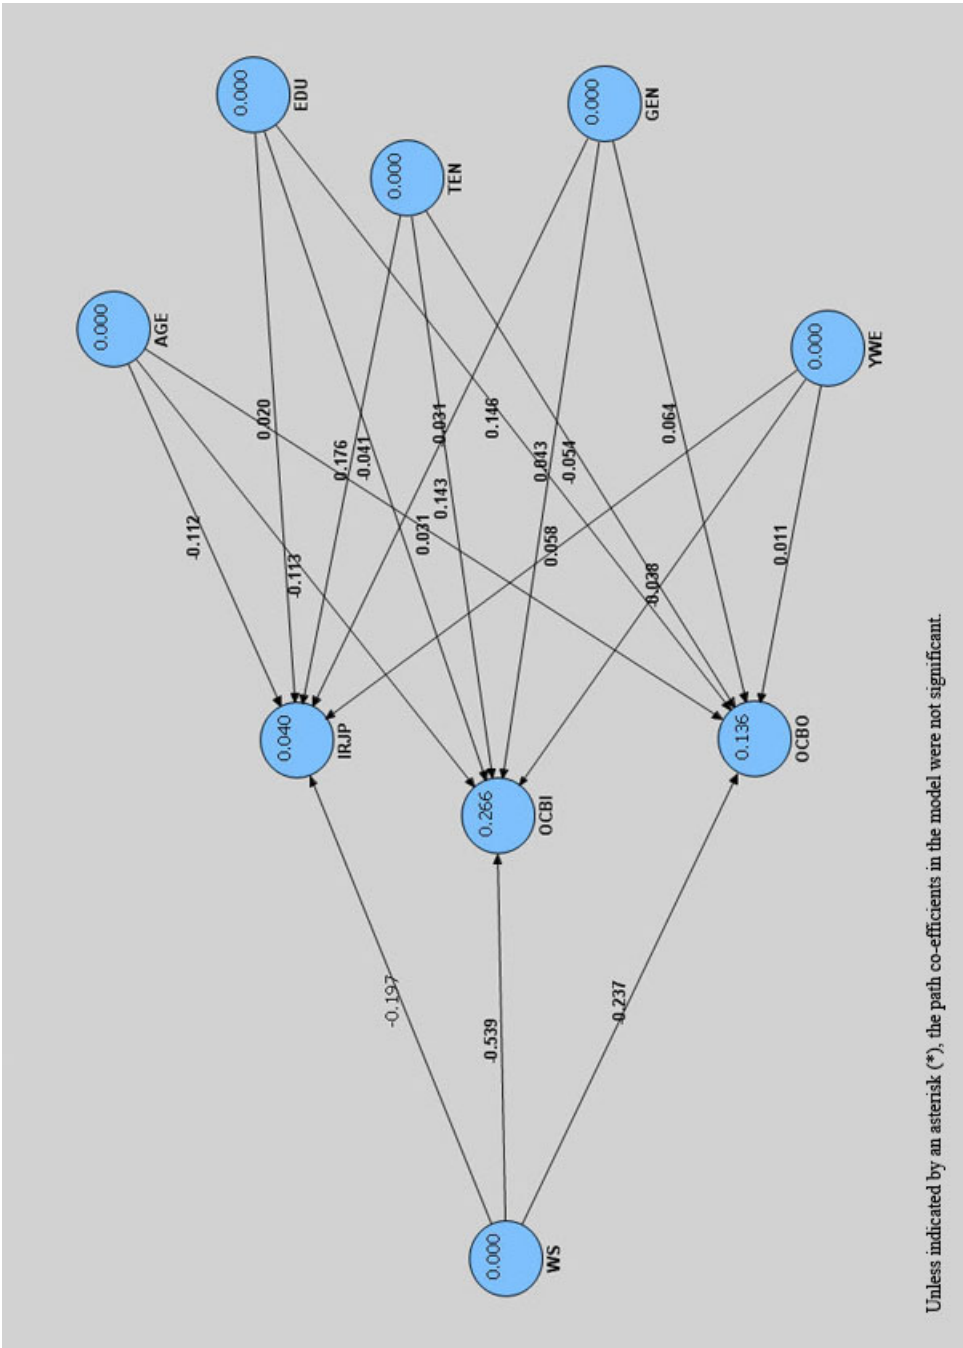 0.000
AGE
-0.112
0.000
EDU
0.020
-0.113
0.040
IRJP
0.176
-0.041
-0.197
0.000
TEN
0.031
0.143
0.031
0.146
0.266
OCBI
-0.539
0.000
WS
0.043
0.058
-0.054
0.000
GEN
-0.237
0.064
0.136
OCBO
0.011
0.000
YWE
Unless indicated by an asterisk (*), the path co-efficients in the model were not significant.